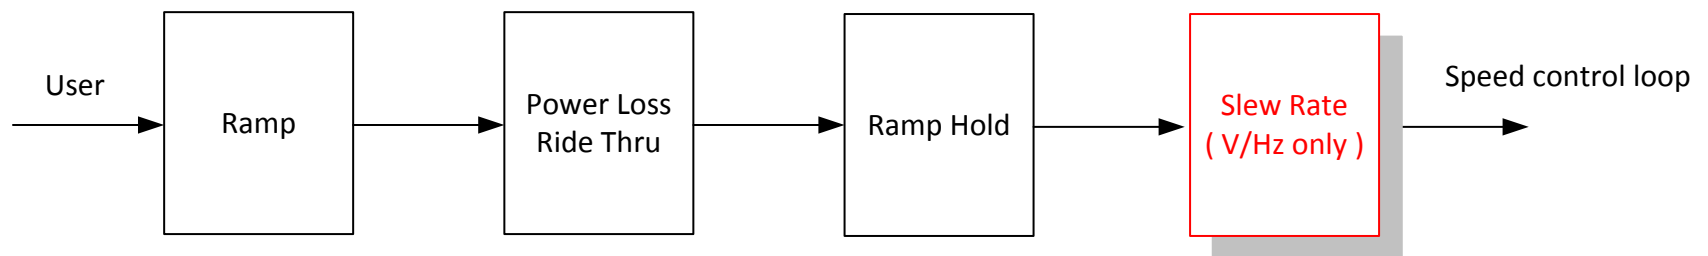 User
Ramp
Power Loss
Ride Thru
Ramp Hold
Slew Rate
( V/Hz only )
Speed control loop